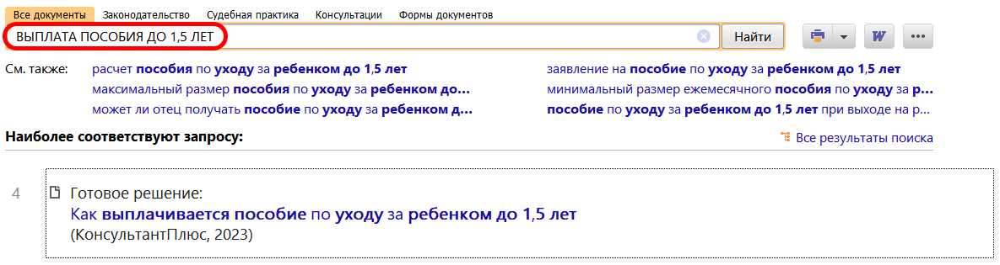 Все документы Законодательство Судебная практика Консультации Формы документов
ВЫПЛАТА ПОСОБИЯ ДО 1,5 ЛЕТ Найти W
См. также: расчет пособия по уходу за ребенком до 1,5 лет заявление на пособие по уходу за ребенком до 1,5 лет
максимальный размер пособия по уходу за ребенком до... минимальный размер ежемесячного пособия по уходу за р...
может ли отец получать пособие по уходу за ребенком д... пособие по уходу за ребенком до 1,5 лет при выходе на р...
Наиболее соответствуют запросу: Все результаты поиска
4 Готовое решение:
Как выплачивается пособие по уходу за ребенком до 1,5 лет
(КонсультантПлюс, 2023)